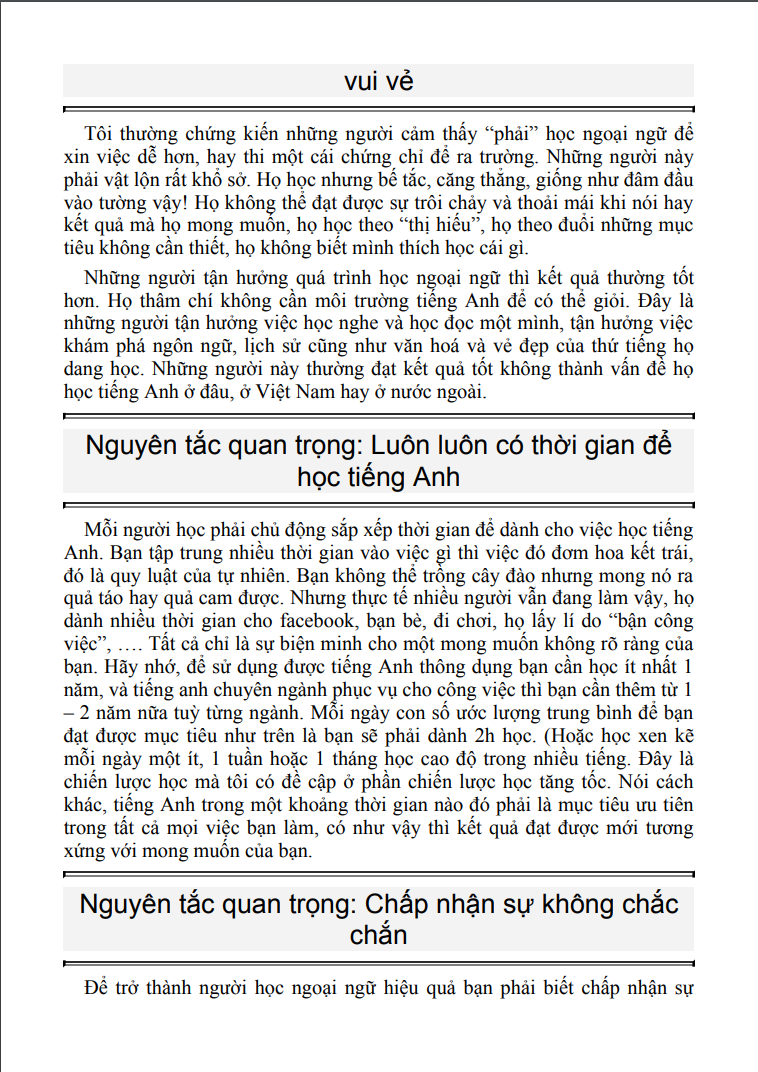 vui vẻ
Tôi thường chứng kiến những người cảm thấy “phải” học ngoại ngữ để
xin việc dễ hơn, hay thi một cái chứng chỉ để ra trường. Những người này
phải vật lộn rất khổ sở. Họ học nhưng bế tắc, căng thẳng, giống như đâm đầu
vào tường vậy! Họ không thể đạt được sự trôi chảy và thoải mái khi nói hay
kết quả mà họ mong muốn, họ học theo “thị hiếu”, họ theo đuổi những mục
tiêu không cần thiết, họ không biết mình thích học cái gì.
Những người tận hưởng quá trình học ngoại ngữ thì kết quả thường tốt
hơn. Họ thâm chí không cần môi trường tiếng Anh để có thể giỏi. Đây là
những người tận hưởng việc học nghe và học đọc một mình, tận hưởng việc
khám phá ngôn ngữ, lịch sử cũng như văn hoá và vẻ đẹp của thứ tiếng họ
dang học. Những người này thường đạt kết quả tốt không thành vấn đề họ
học tiếng Anh ở đâu, ở Việt Nam hay ở nước ngoài.
Nguyên tắc quan trọng: Luôn luôn có thời gian để
học tiếng Anh
Mỗi người học phải chủ động sắp xếp thời gian để dành cho việc học tiếng
Anh. Bạn tập trung nhiều thời gian vào việc gì thì việc đó đơm hoa kết trái,
đó là quy luật của tự nhiên. Bạn không thể trồng cây đào nhưng mong nó ra
quả táo hay quả cam được. Nhưng thực tế nhiều người vẫn đang làm vậy, họ
dành nhiều thời gian cho facebook, bạn bè, đi chơi, họ lấy lí do “bận công
việc”, …. Tất cả chỉ là sự biện minh cho một mong muốn không rõ ràng của
bạn. Hãy nhớ, để sử dụng được tiếng Anh thông dụng bạn cần học ít nhất 1
năm, và tiếng anh chuyên ngành phục vụ cho công việc thì bạn cần thêm từ 1
– 2 năm nữa tuỳ từng ngành. Mỗi ngày con số ước lượng trung bình để bạn
đạt được mục tiêu như trên là bạn sẽ phải dành 2h học. (Hoặc học xen kẽ
mỗi ngày một ít, 1 tuần hoặc 1 tháng học cao độ trong nhiều tiếng. Đây là
chiến lược học mà tôi có đề cập ở phần chiến lược học tăng tốc. Nói cách
khác, tiếng Anh trong một khoảng thời gian nào đó phải là mục tiêu ưu tiên
trong tất cả mọi việc bạn làm, có như vậy thì kết quả đạt được mới tương
xứng với mong muốn của bạn.
Nguyên tắc quan trọng: Chấp nhận sự không chắc
chắn
Để trở thành người học ngoại ngữ hiệu quả bạn phải biết chấp nhận sự